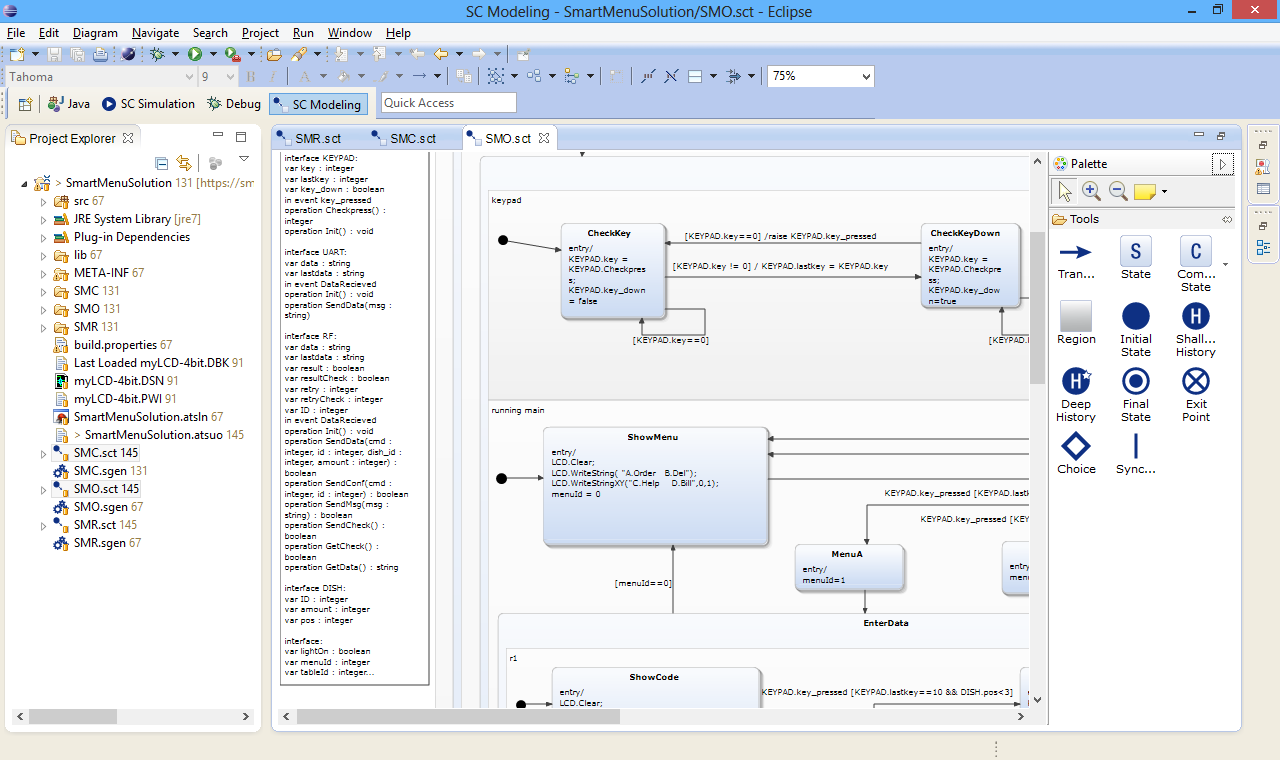 SC Modeling - SmartMenuSolution/SMO.sct - Eclipse
File Edit Diagram Navigate Search Project Run Window Help
Tahoma 9 75%
Java SC Simulation Debug SC Modeling Quick Access
Project Explorer
> SmartMenuSolution 131 [https://sm
src 67
JRE System Library [jre7]
Plug-in Dependencies
lib 67
META-INF 67
SMC 131
SMO 131
SMR 131
build.properties 67
Last Loaded myLCD-4bit.DBK 91
myLCD-4bit.DSN 91
myLCD-4bit.PWI 91
SmartMenuSolution.atsln 67
> SmartMenuSolution.atsuo 145
SMC.sct 145
SMC.sgen 131
SMO.sct 145
SMO.sgen 67
SMR.sct 145
SMR.sgen 67
SMR.sct SMC.sct SMO.sct
interface KEYPAD:
var key : integer
var lastkey : integer
var key_down : boolean
in event key_pressed
operation Checkpress() :
integer
operation Init() : void
interface UART:
var data : string
var lastdata : string
in event DataRecieved
operation Init() : void
operation SendData(msg :
string)
interface RF:
var data : string
var lastdata : string
var result : boolean
var resultCheck : boolean
var retry : integer
var retryCheck : integer
var ID : integer
in event DataRecieved
operation Init() : void
operation SendData(cmd :
integer, id : integer, dish_id :
integer, amount : integer) :
boolean
operation SendConf(cmd :
integer, id : integer) : boolean
operation SendMsg(msg :
string) : boolean
operation SendCheck() :
boolean
operation GetCheck() :
boolean
operation GetData() : string
interface DISH:
var ID : integer
var amount : integer
var pos : integer
interface:
var lightOn : boolean
var menuId : integer
var tableId : integer...
keypad
CheckKey
entry/
KEYPAD.key =
KEYPAD.Checkpres
s;
KEYPAD.key_down
= false
[KEYPAD.key==0] /raise KEYPAD.key_pressed
[KEYPAD.key != 0] / KEYPAD.lastkey = KEYPAD.key
[KEYPAD.key==0]
CheckKeyDown
entry/
KEYPAD.key =
KEYPAD.Checkpre
ss;
KEYPAD.key_dow
n=true
[KEYPAD.k
running main
ShowMenu
entry/
LCD.Clear;
LCD.WriteString( "A.Order B.Del");
LCD.WriteStringXY("C.Help D.Bill",0,1);
menuId = 0
KEYPAD.key_pressed [KEYPAD.lastk
KEYPAD.key_pressed [KEYP
MenuA
entry/
menuId=1
entry
menu
[menuId==0]
EnterData
r1
ShowCode
entry/
LCD.Clear;
KEYPAD.key_pressed [KEYPAD.lastkey==10 && DISH.pos<3]
Palette
Tools
Tran...
State
Com...
State
Region
Initial
State
Shall...
History
Deep
History
Final
State
Exit
Point
Choice
Sync...